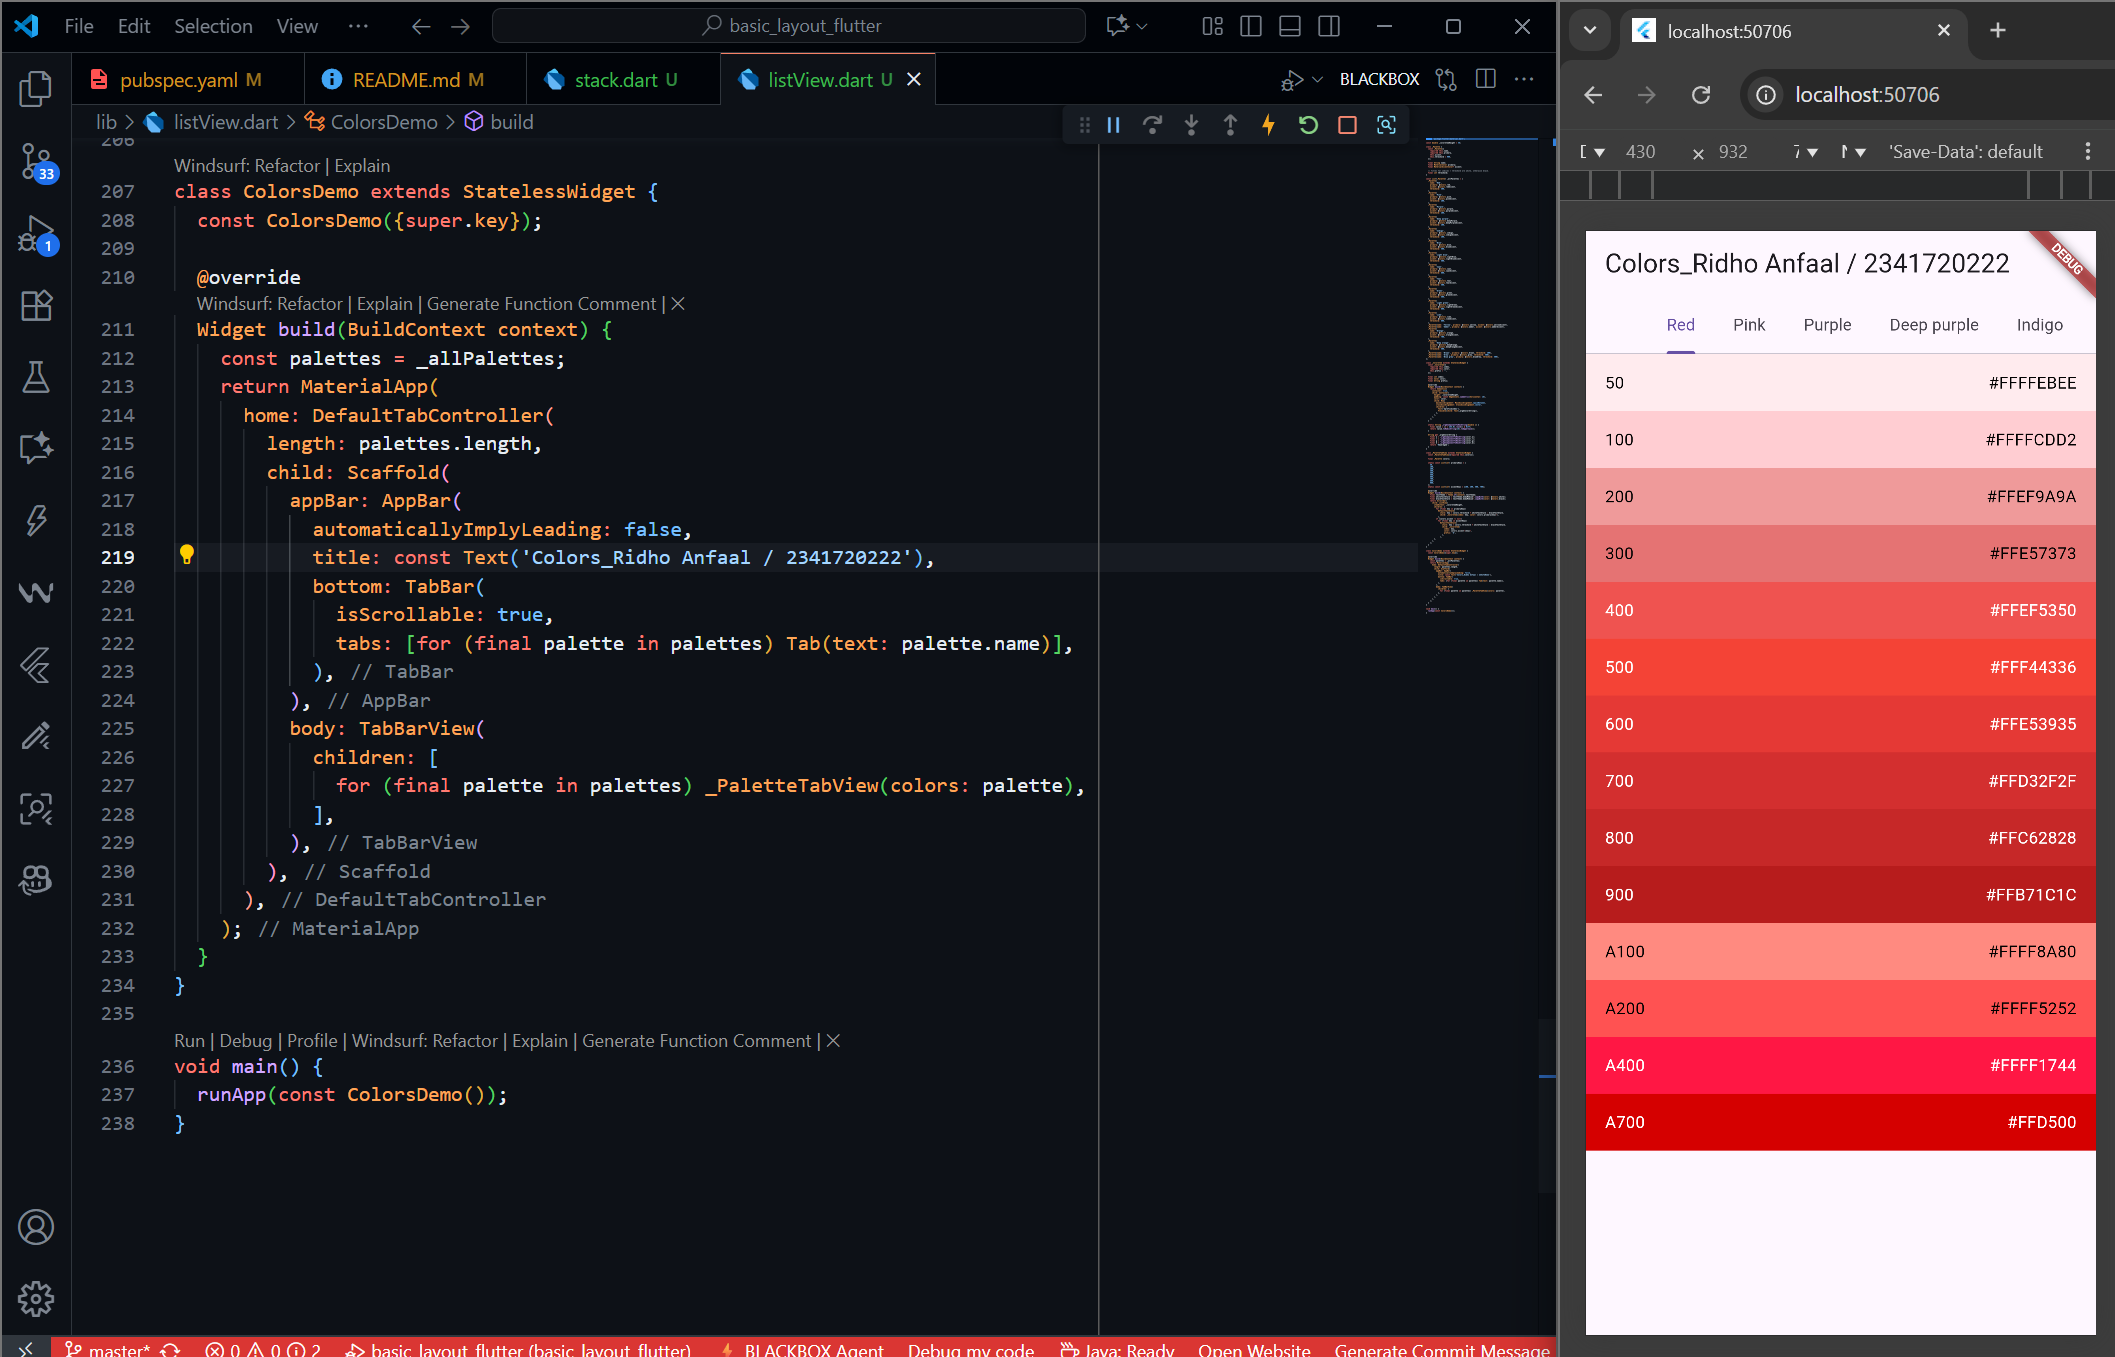 File Edit Selection View ··· basic_layout_flutter
pubspec.yaml M README.md M stack.dart U listView.dart U BLACKBOX
lib > listView.dart > ColorsDemo > build
206
Windsurf: Refactor | Explain
207 class ColorsDemo extends StatelessWidget {
208 const ColorsDemo({super.key});
209
210 @override
Windsurf: Refactor | Explain | Generate Function Comment | X
211 Widget build(BuildContext context) {
212 const palettes = _allPalettes;
213 return MaterialApp(
214 home: DefaultTabController(
215 length: palettes.length,
216 child: Scaffold(
217 appBar: AppBar(
218 automaticallyImplyLeading: false,
219 title: const Text('Colors_Ridho Anfaal / 2341720222'),
220 bottom: TabBar(
221 isScrollable: true,
222 tabs: [for (final palette in palettes) Tab(text: palette.name)],
223 ), // TabBar
224 ), // AppBar
225 body: TabBarView(
226 children: [
227 for (final palette in palettes) _PaletteTabView(colors: palette),
228 ],
229 ), // TabBarView
230 ), // Scaffold
231 ), // DefaultTabController
232 ); // MaterialApp
233 }
234 }
235
Run | Debug | Profile | Windsurf: Refactor | Explain | Generate Function Comment | X
236 void main() {
237 runApp(const ColorsDemo());
238 }
33
1
master* 0 0 2 basic_layout_flutter (basic_layout_flutter) BLACKBOX Agent Debug my code Java: Ready Open Website Generate Commit Message
localhost:50706
localhost:50706
430 × 932 'Save-Data': default
DEBUG
Colors_Ridho Anfaal / 2341720222
Red Pink Purple Deep purple Indigo
50 #FFFFEBEE
100 #FFFFCDD2
200 #FFEF9A9A
300 #FFE57373
400 #FFEF5350
500 #FFF44336
600 #FFE53935
700 #FFD32F2F
800 #FFC62828
900 #FFB71C1C
A100 #FFFF8A80
A200 #FFFF5252
A400 #FFFF1744
A700 #FFD500